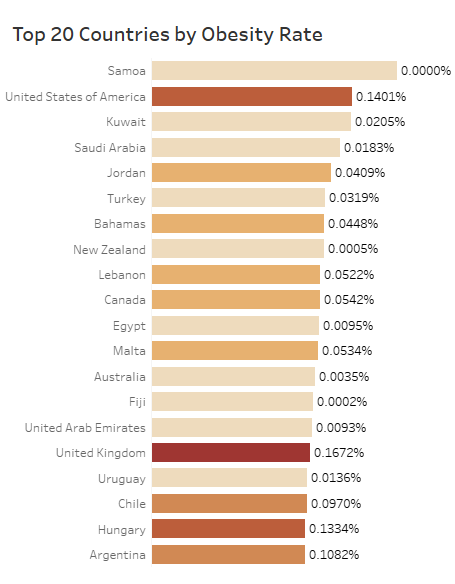 Top 20 Countries by Obesity Rate
Samoa 0.0000%
United States of America 0.1401%
Kuwait 0.0205%
Saudi Arabia 0.0183%
Jordan 0.0409%
Turkey 0.0319%
Bahamas 0.0448%
New Zealand 0.0005%
Lebanon 0.0522%
Canada 0.0542%
Egypt 0.0095%
Malta 0.0534%
Australia 0.0035%
Fiji 0.0002%
United Arab Emirates 0.0093%
United Kingdom 0.1672%
Uruguay 0.0136%
Chile 0.0970%
Hungary 0.1334%
Argentina 0.1082%